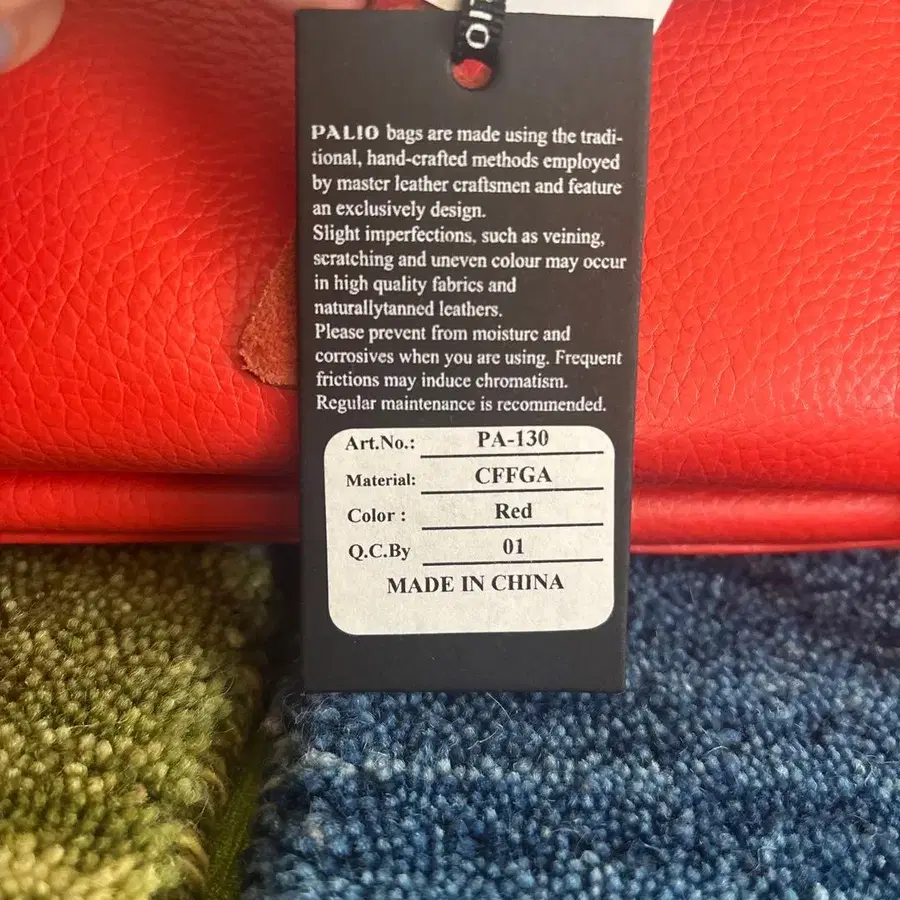 IO
PALIO bags are made using the tradi-
tional, hand-crafted methods employed
by master leather craftsmen and feature
an exclusively design.
Slight imperfections, such as veining,
scratching and uneven colour may occur
in high quality fabrics and
naturallytanned leathers.
Please prevent from moisture and
corrosives when you are using. Frequent
frictions may induce chromatism.
Regular maintenance is recommended.
Art.No.: PA-130
Material: CFFGA
Color : Red
Q.C.By 01
MADE IN CHINA